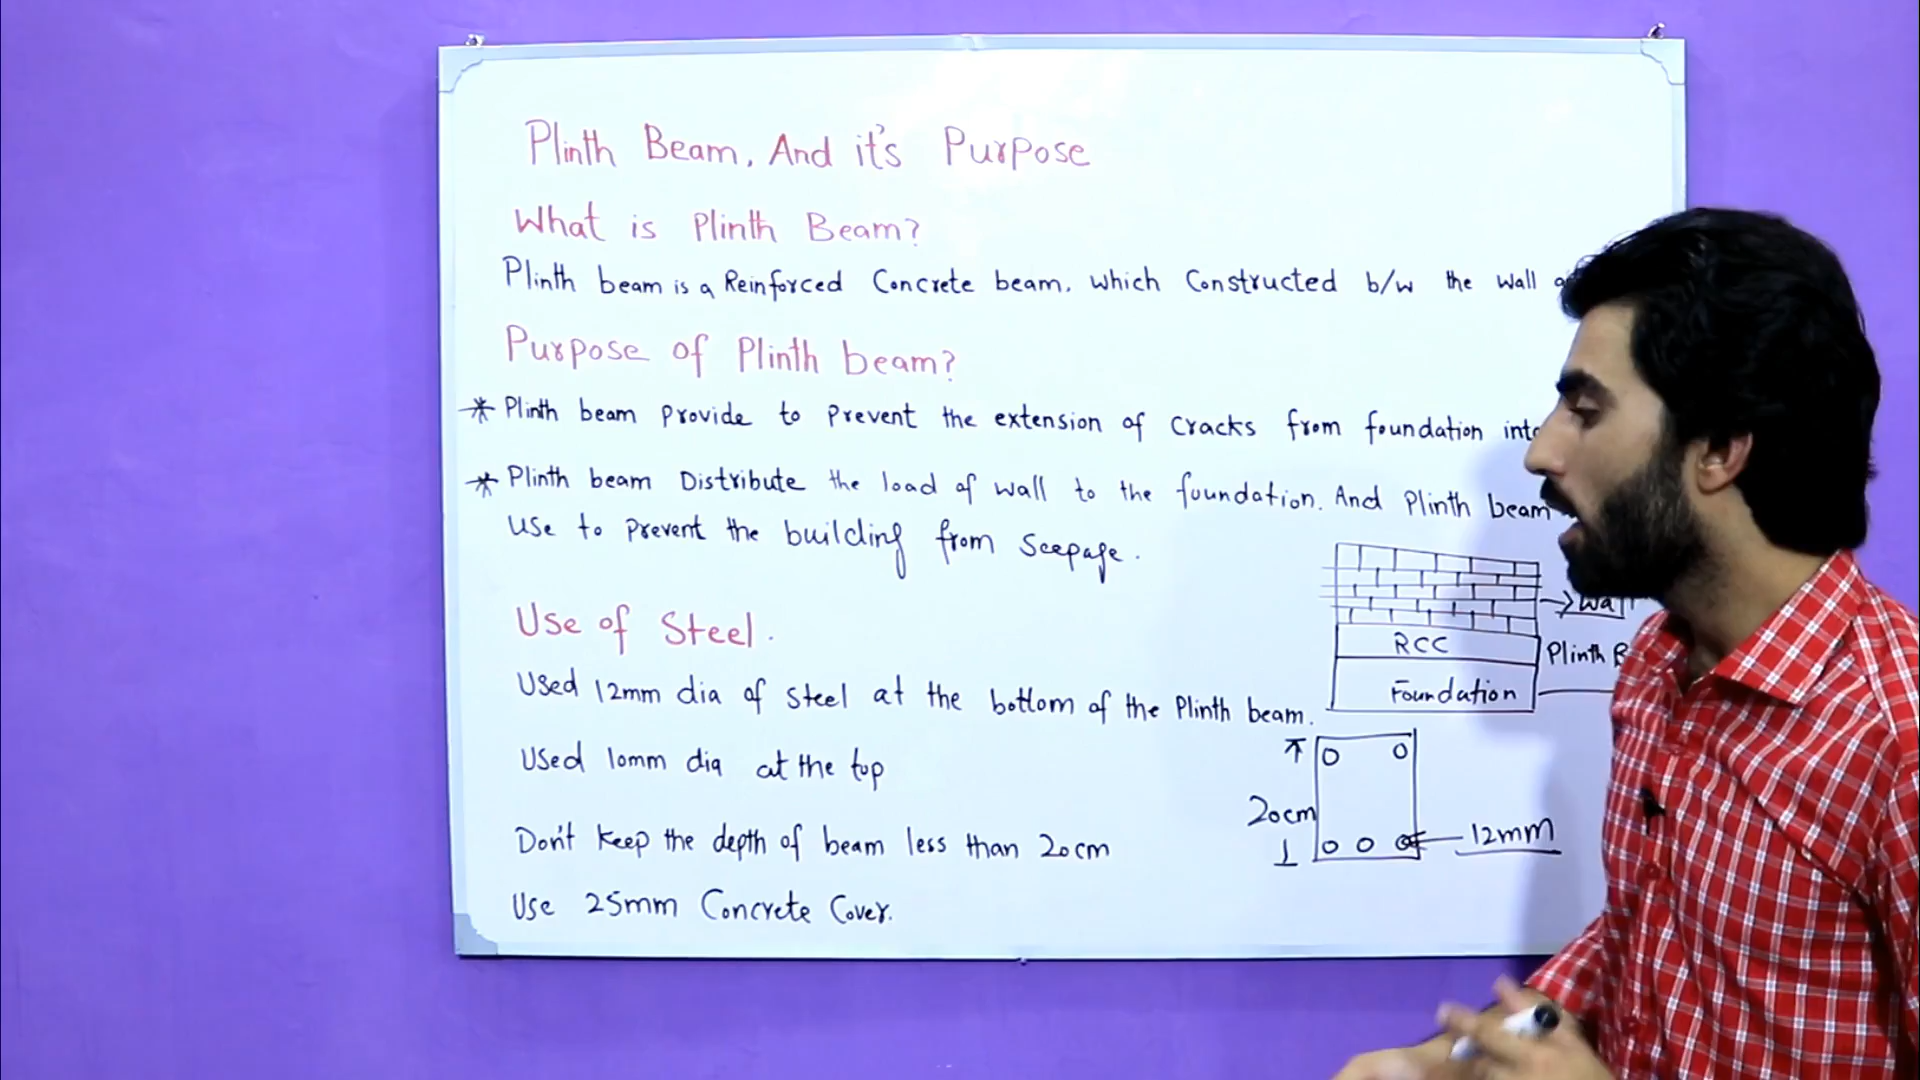 Plinth Beam, And it's Purpose
What is Plinth Beam?
Plinth beam is a Reinforced Concrete beam, which Constructed b/w the wall
Purpose of Plinth beam?
* Plinth beam provide to prevent the extension of cracks from foundation into
* Plinth beam Distribute the load of wall to the foundation. And Plinth beam
use to prevent the building from Seepage.
Wall
RCC
Plinth B
Foundation
Use of Steel.
Used 12mm dia of steel at the bottom of the Plinth beam.
Used 10mm dia at the top
20cm
12mm
Don't keep the depth of beam less than 20cm
Use 25mm Concrete Cover.